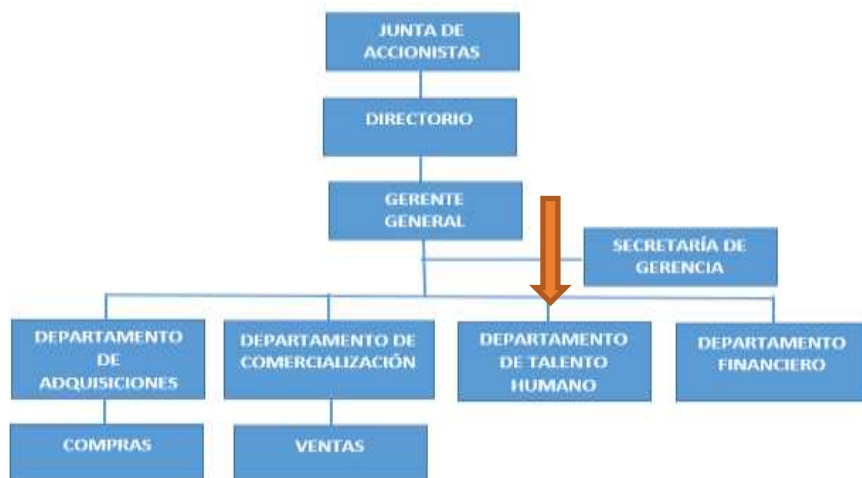 JUNTA DE
ACCIONISTAS
DIRECTORIO
GERENTE
GENERAL
SECRETARÍA DE
GERENCIA
DEPARTAMENTO
DE
ADQUISICIONES
DEPARTAMENTO DE
COMERCIALIZACIÓN
DEPARTAMENTO
DE TALENTO
HUMANO
DEPARTAMENTO
FINANCIERO
COMPRAS
VENTAS